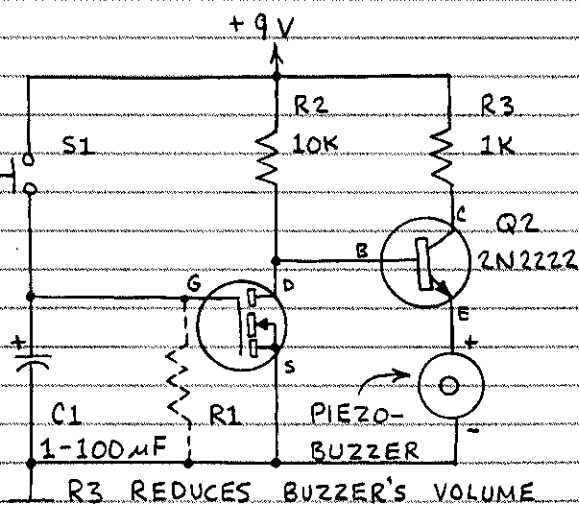 +9V
R2
10K
R3
1K
S1
C
Q2
2N2222
B
E
G
D
S
+
+
C1
1-100µF
R1
PIEZO-
BUZZER
-
R3 REDUCES BUZZER'S VOLUME